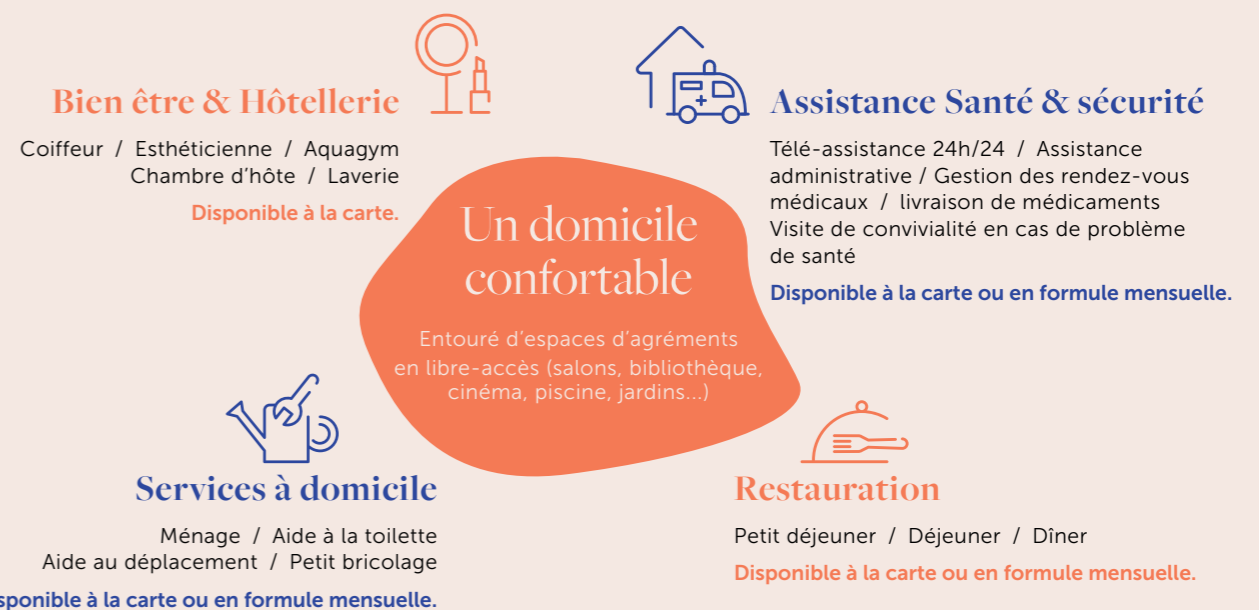 Bien être & Hôtellerie
Coiffeur / Esthéticienne / Aquagym
Chambre d'hôte / Laverie
Disponible à la carte.
Assistance Santé & sécurité
Télé-assistance 24h/24 / Assistance
administrative / Gestion des rendez-vous
médicaux / livraison de médicaments
Visite de convivialité en cas de problème
de santé
Disponible à la carte ou en formule mensuelle.
Un domicile
confortable
Entouré d'espaces d'agréments
en libre-accès (salons, bibliothèque,
cinéma, piscine, jardins...)
Services à domicile
Ménage / Aide à la toilette
Aide au déplacement / Petit bricolage
sponible à la carte ou en formule mensuelle.
Restauration
Petit déjeuner / Déjeuner / Dîner
Disponible à la carte ou en formule mensuelle.